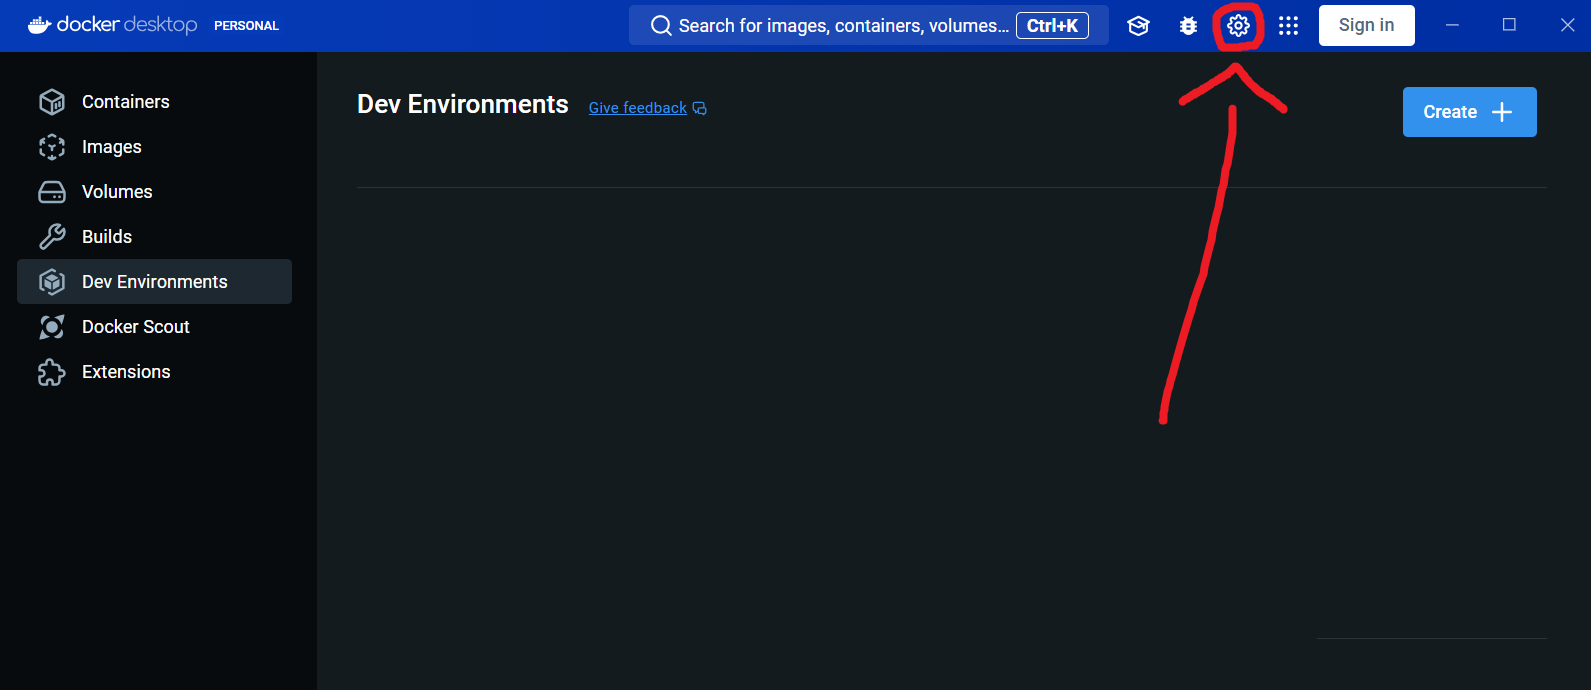 docker desktop PERSONAL
Search for images, containers, volumes... Ctrl+K
Sign in
Containers
Images
Volumes
Builds
Dev Environments
Docker Scout
Extensions
Dev Environments Give feedback
Create